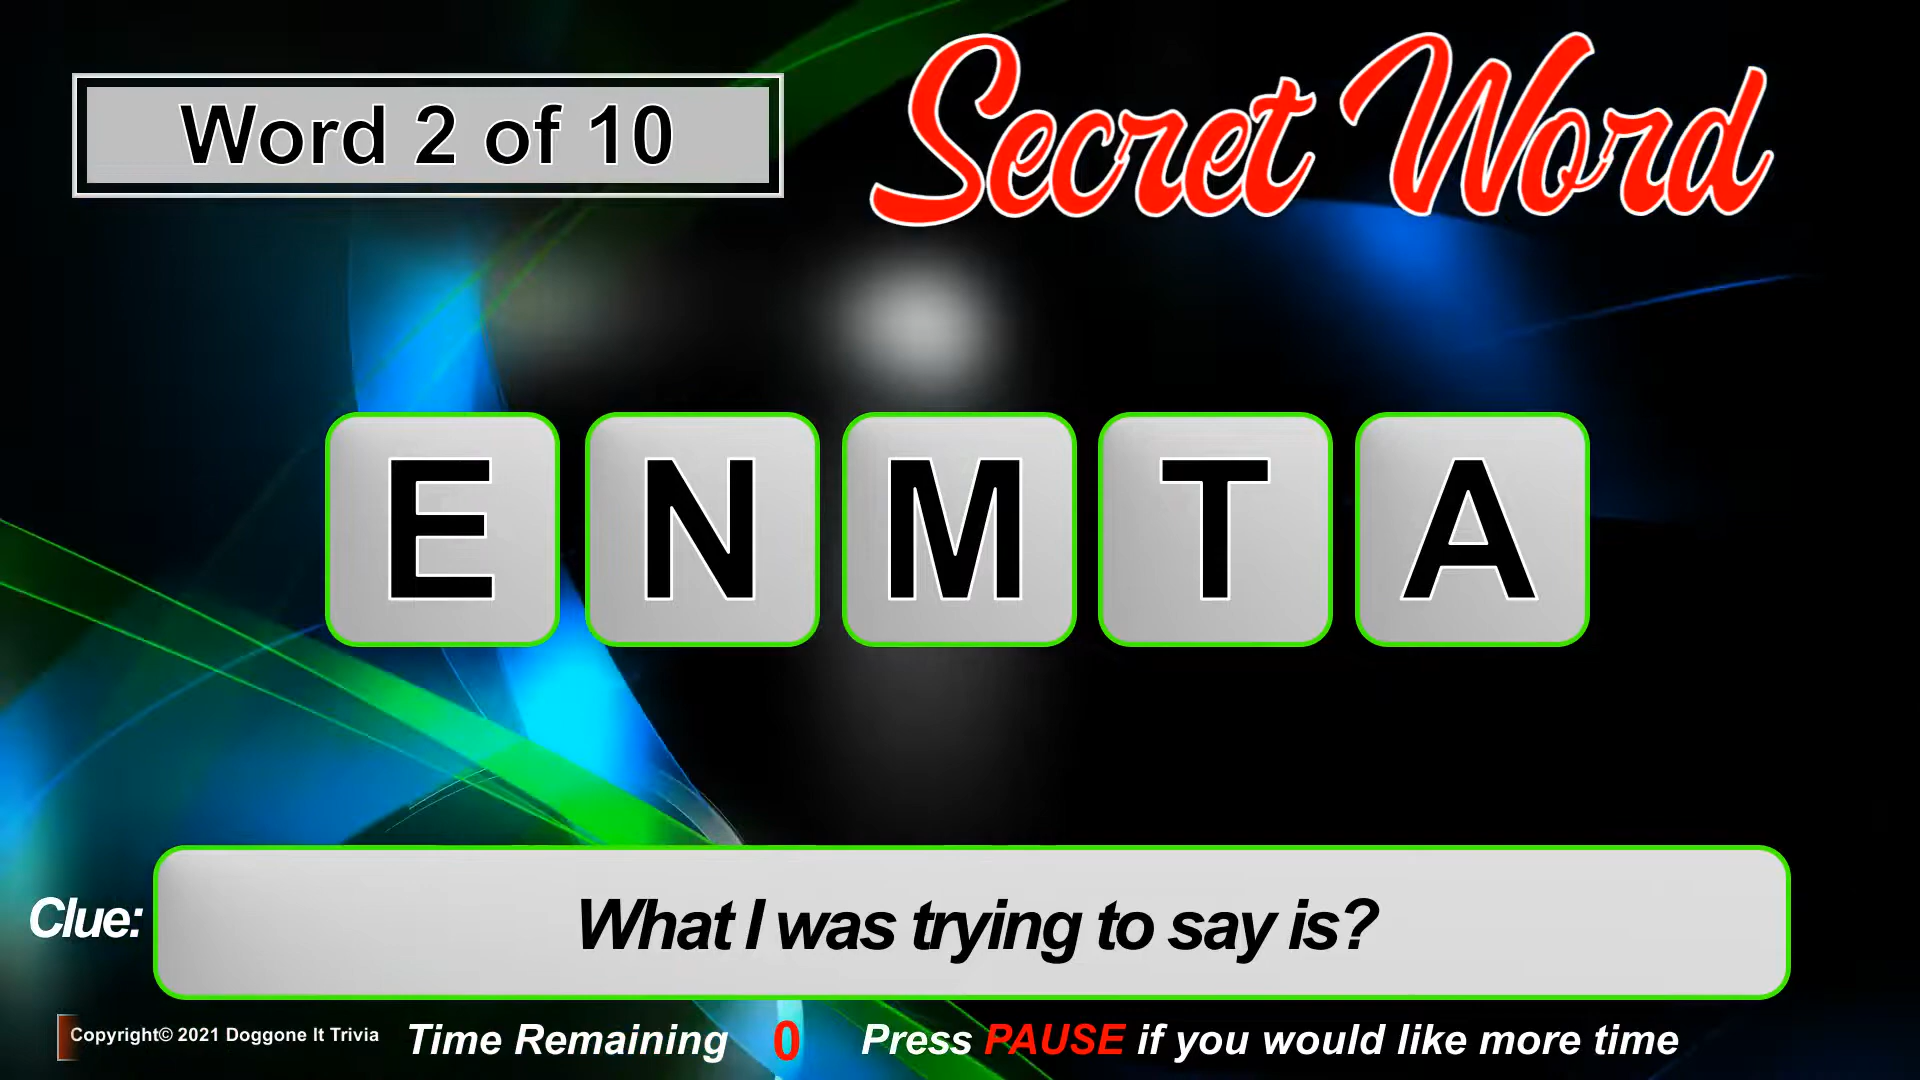 Word 2 of 10
Secret Word
E N M T A
Clue: What I was trying to say is?
Copyright© 2021 Doggone It Trivia Time Remaining 0 Press PAUSE if you would like more time